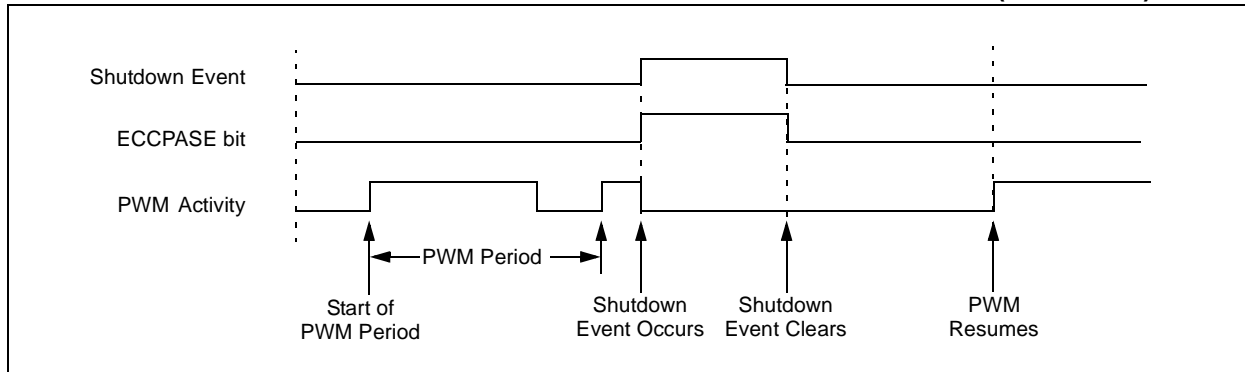 Shutdown Event
ECCPASE bit
PWM Activity
PWM Period
Start of
PWM Period
Shutdown
Event Occurs
Shutdown
Event Clears
PWM
Resumes